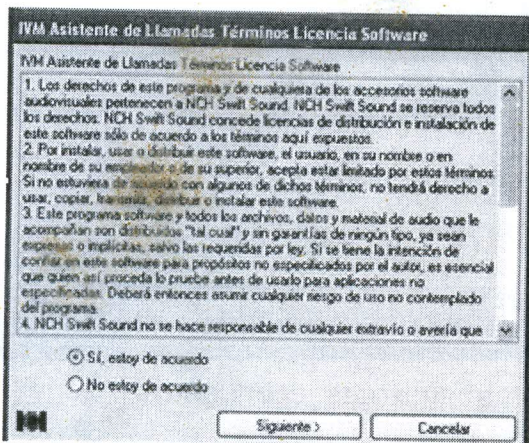 IVM Asistente de Llamadas Términos Licencia Software
IVM Asistente de Llamadas Términos Licencia Software
1. Los derechos de este programa y de cualquiera de los accesorios software
audiovisuales pertenecen a NCH Swift Sound. NCH Swift Sound se reserva todos
los derechos. NCH Swift Sound concede licencias de distribución e instalación de
este software sólo de acuerdo a los términos aquí expuestos.
2. Por instalar, usar o distribuir este software, el usuario, en su nombre o en
nombre de su empleado o de su superior, acepta estar limitado por estos términos.
Si no estuviera de acuerdo con algunos de dichos términos, no tendrá derecho a
usar, copiar, transmitir, distribuir o instalar este software.
3. Este programa software y todos los archivos, datos y material de audio que le
acompañan son distribuidos "tal cual" y sin garantías de ningún tipo, ya sean
expresas o implícitas, salvo las requeridas por ley. Si se tiene la intención de
confiar en este software para propósitos no especificados por el autor, es esencial
que quien así proceda lo pruebe antes de usarlo para aplicaciones no
especificadas. Deberá entonces asumir cualquier riesgo de uso no contemplado
del programa.
4. NCH Swift Sound no se hace responsable de cualquier extravío o avería que
Sí, estoy de acuerdo
No estoy de acuerdo
Siguiente >
Cancelar